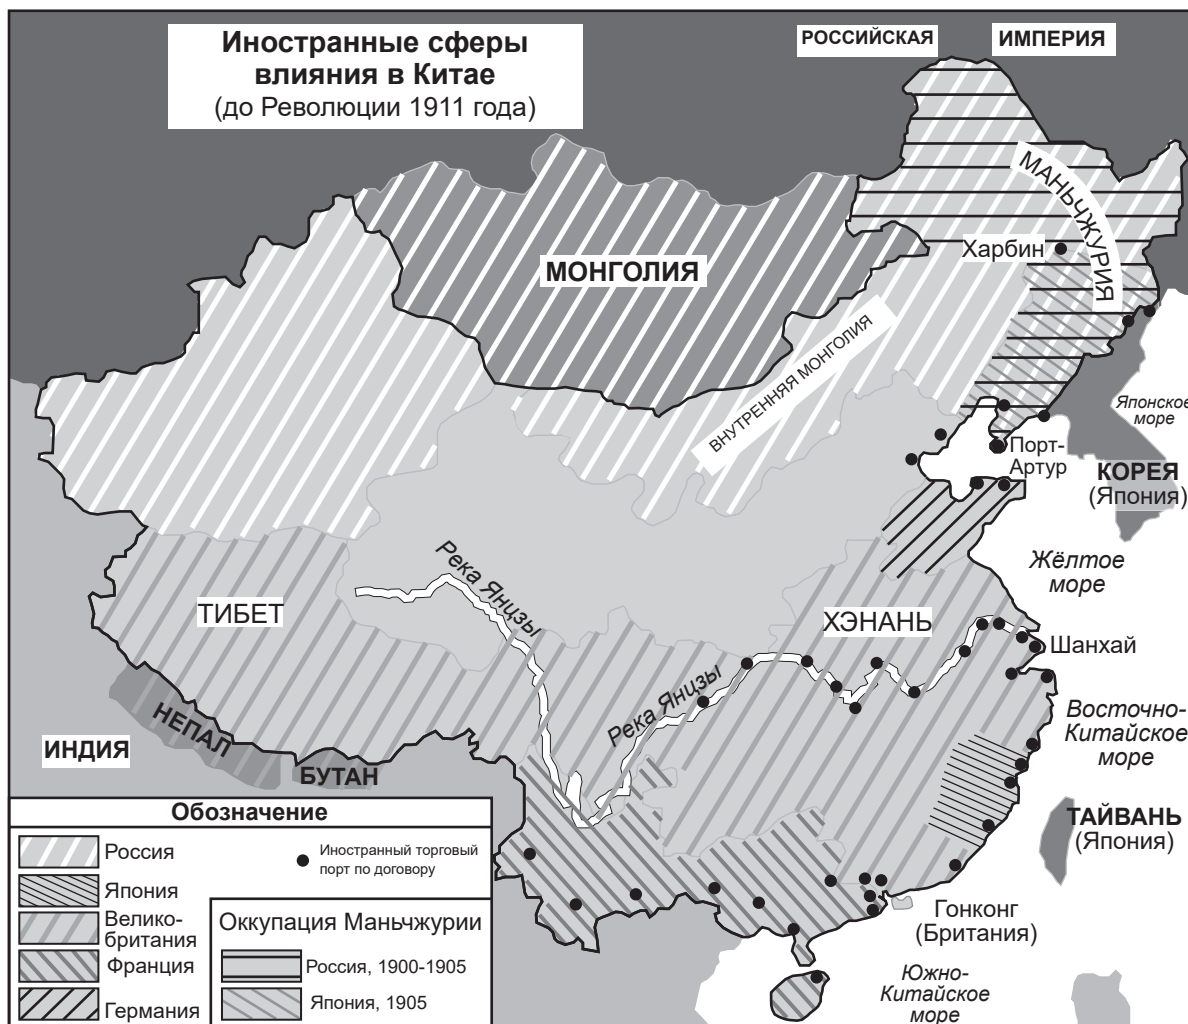 Иностранные сферы
влияния в Китае
(до Революции 1911 года)
РОССИЙСКАЯ ИМПЕРИЯ
МАНЬЧЖУРИЯ
Харбин
МОНГОЛИЯ
ВНУТРЕННЯЯ МОНГОЛИЯ
Японское
море
Порт-
Артур
КОРЕЯ
(Япония)
Жёлтое
море
Река Янцзы
ТИБЕТ
ХЭНАНЬ
Шанхай
Река Янцзы
Восточно-
Китайское
море
НЕПАЛ
ИНДИЯ
БУТАН
ТАЙВАНЬ
(Япония)
Гонконг
(Британия)
Южно-
Китайское
море
Обозначение
Россия
Япония
Велико-
британия
Франция
Германия
Иностранный торговый
порт по договору
Оккупация Маньчжурии
Россия, 1900-1905
Япония, 1905